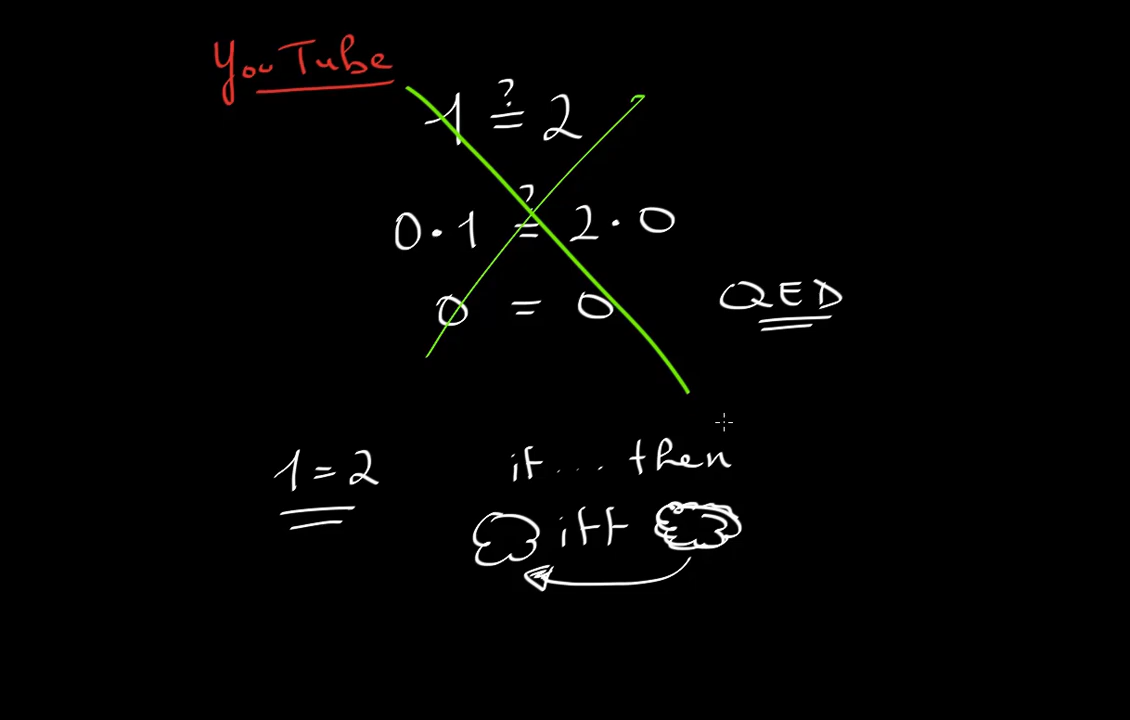 YouTube
1 ?= 2
0 · 1 ?= 2 · 0
0 = 0
QED
1 = 2
if... then
iff